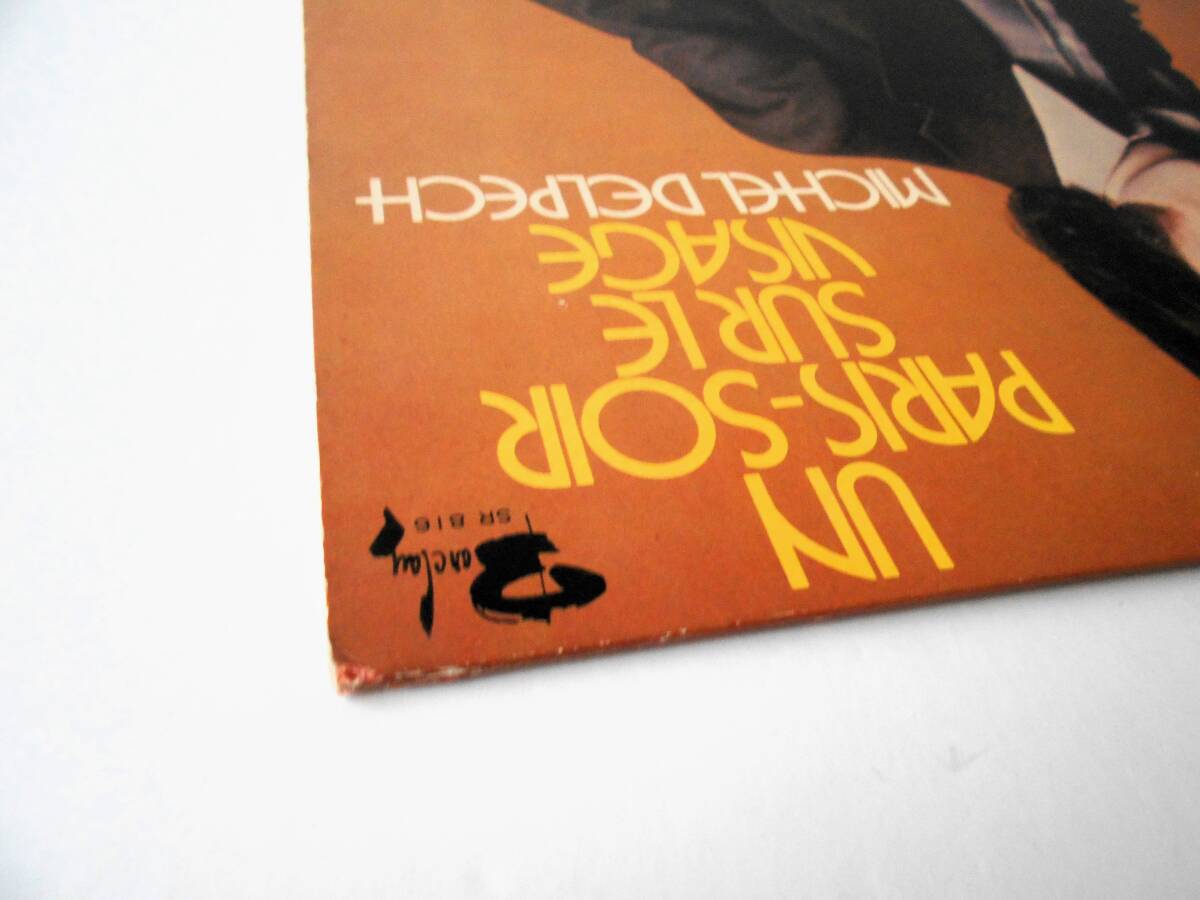 Barclay
SR 816
UN
PARIS-SOIR
SUR LE
VISAGE
MICHEL DELPECH